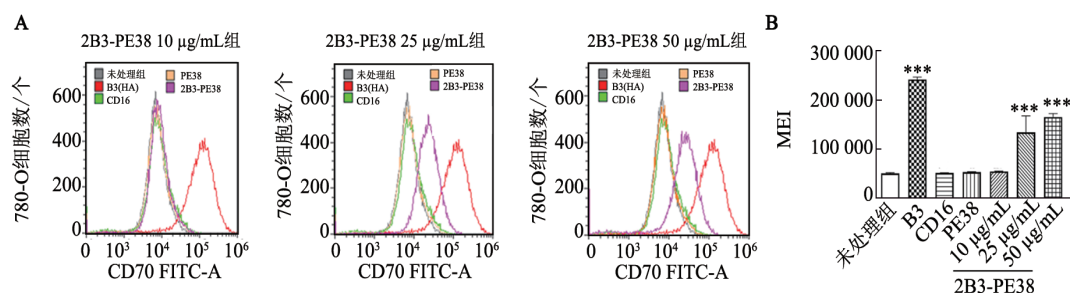 A
2B3-PE38 10 μg/mL组
780-O细胞数/个
600
400
200
0
未处理组
B3(HA)
CD16
PE38
2B3-PE38
0 10³ 10⁴ 10⁵ 10⁶
CD70 FITC-A
2B3-PE38 25 μg/mL组
780-O细胞数/个
600
400
200
0
未处理组
B3(HA)
CD16
PE38
2B3-PE38
0 10³ 10⁴ 10⁵ 10⁶
CD70 FITC-A
2B3-PE38 50 μg/mL组
780-O细胞数/个
600
400
200
0
未处理组
B3(HA)
CD16
PE38
2B3-PE38
0 10³ 10⁴ 10⁵ 10⁶
CD70 FITC-A
B
MEI
300 000
200 000
100 000
100 000
0
***
***
***
未处理组
B3
CD16
PE38
10 μg/mL
25 μg/mL
50 μg/mL
2B3-PE38